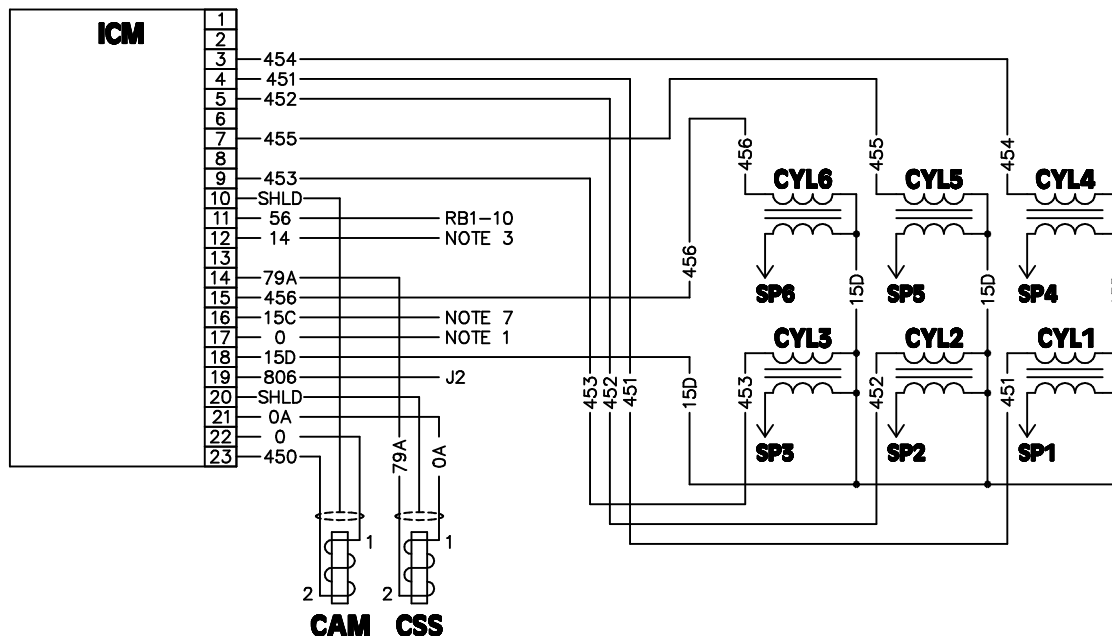 ICM
1
2
3 454
4 451
5 452
6
7 455
8
9 453
10 SHLD
11 56 RB1-10
12 14 NOTE 3
13
14 79A
15 456
16 15C NOTE 7
17 0 NOTE 1
18 15D
19 806 J2
20 SHLD
21 0A
22 0
23 450
456 455 454
CYL6 CYL5 CYL4
456
15D 15D
SP6 SP5 SP4
CYL3 CYL2 CYL1
453 452 451 15D 453 452 451
SP3 SP2 SP1
79A 0A
1 1
2 2
CAM CSS